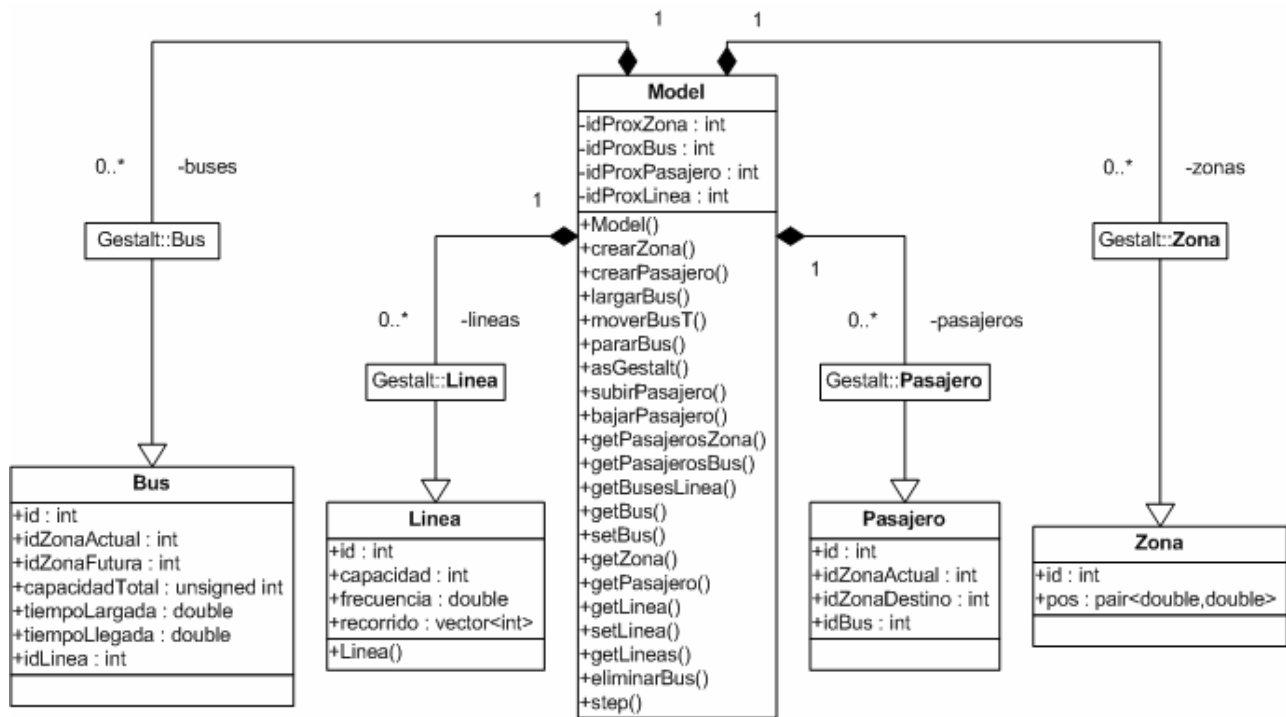 1
1
Model
-idProxZona : int
-idProxBus : int
-idProxPasajero : int
-idProxLinea : int
+Model()
+crearZona()
+crearPasajero()
+largarBus()
+moverBusT()
+pararBus()
+asGestalt()
+subirPasajero()
+bajarPasajero()
+getPasajerosZona()
+getPasajerosBus()
+getBusesLinea()
+getBus()
+setBus()
+getZona()
+getPasajero()
+getLinea()
+setLinea()
+getLineas()
+eliminarBus()
+step()
0..* -buses
Gestalt::Bus
Bus
+id : int
+idZonaActual : int
+idZonaFutura : int
+capacidadTotal : unsigned int
+tiempoLargada : double
+tiempoLlegada : double
+idLinea : int
1
0..* -lineas
Gestalt::Linea
Linea
+id : int
+capacidad : int
+frecuencia : double
+recorrido : vector<int>
+Linea()
1
0..* -pasajeros
Gestalt::Pasajero
Pasajero
+id : int
+idZonaActual : int
+idZonaDestino : int
+idBus : int
0..* -zonas
Gestalt::Zona
Zona
+id : int
+pos : pair<double,double>